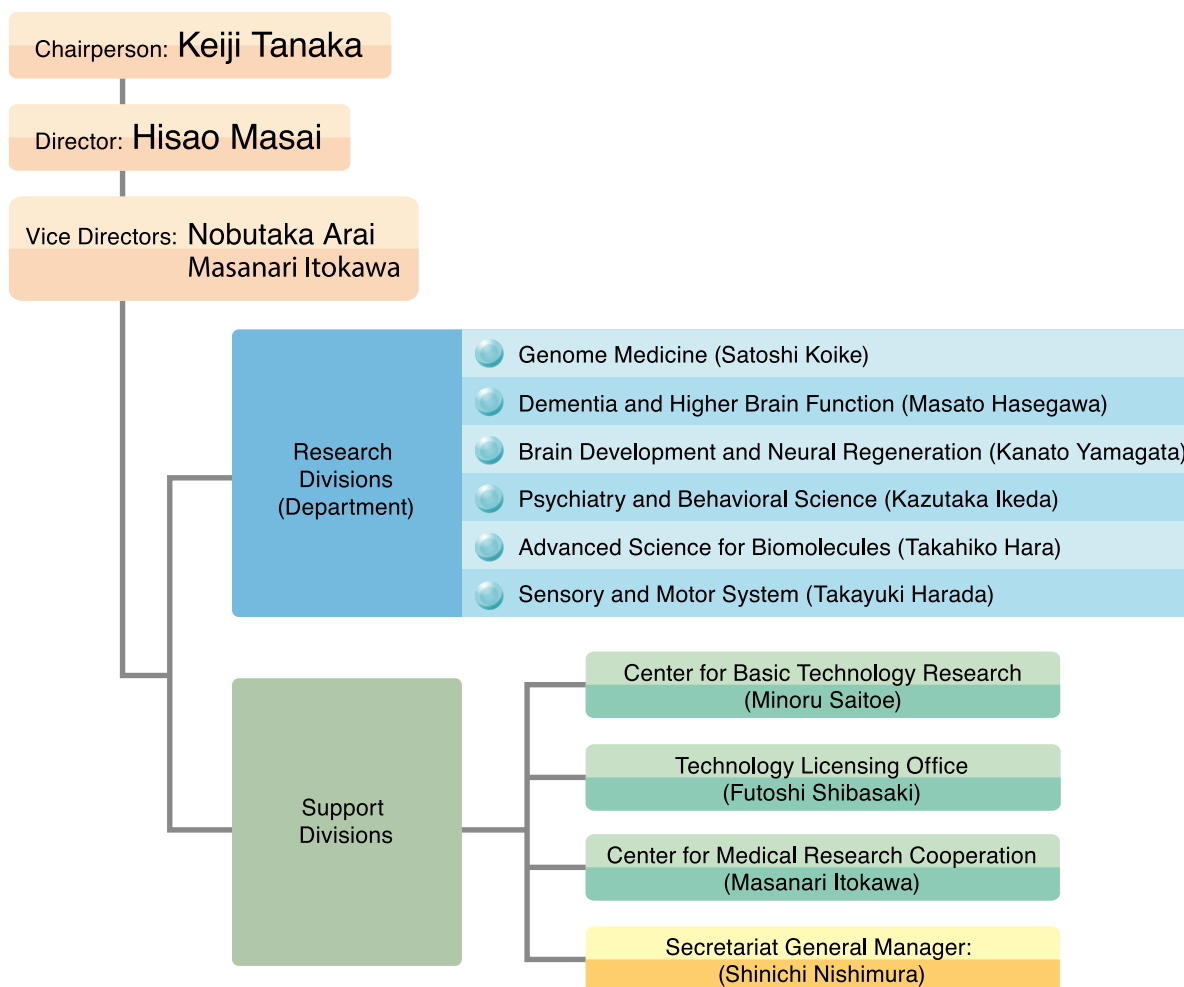 Chairperson: Keiji Tanaka
Director: Hisao Masai
Vice Directors: Nobutaka Arai
Masanari Itokawa
Research
Divisions
(Department)
Genome Medicine (Satoshi Koike)
Dementia and Higher Brain Function (Masato Hasegawa)
Brain Development and Neural Regeneration (Kanato Yamagata)
Psychiatry and Behavioral Science (Kazutaka Ikeda)
Advanced Science for Biomolecules (Takahiko Hara)
Sensory and Motor System (Takayuki Harada)
Support
Divisions
Center for Basic Technology Research
(Minoru Saitoe)
Technology Licensing Office
(Futoshi Shibasaki)
Center for Medical Research Cooperation
(Masanari Itokawa)
Secretariat General Manager:
(Shinichi Nishimura)